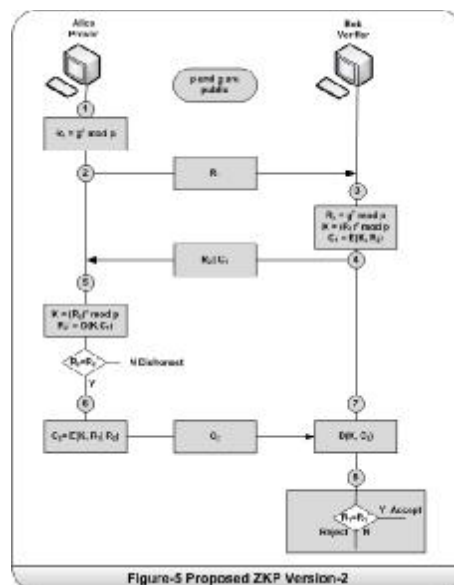 Alice
Prover
Bob
Verifier
p and g are
public
1
R₁ = gˣ mod p
2
R₁
3
R₂ = gʸ mod p
K = (R₁)ʸ mod p
C₁ = E(K, R₂)
R₂| C₁
4
5
K = (R₂)ˣ mod p
R₂' = D(K,C₁)
N Dishonest
Y
6
7
C₂= E(K, R₁| R₂)
C₂
D(K, C₂)
8
Y Accept
Reject N
Figure-5 Proposed ZKP Version-2